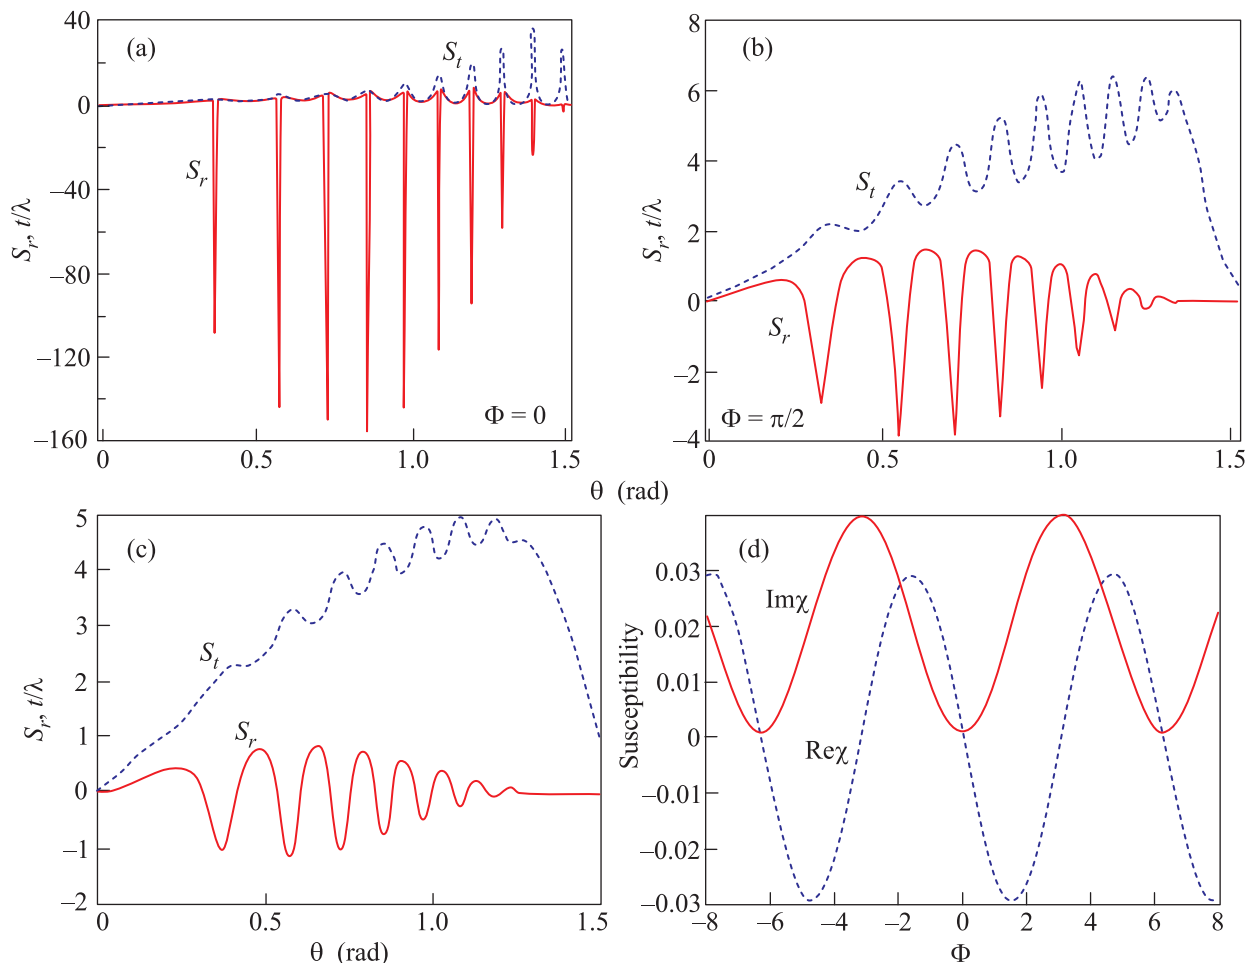 (a)
S_t
S_r
Φ = 0
S_r, t/λ
40
0
–40
–80
–120
–160
0
0.5
1.0
1.5
(b)
S_t
S_r
Φ = π/2
S_r, t/λ
8
6
4
2
0
–2
–4
0
0.5
1.0
1.5
θ (rad)
(c)
S_t
S_r
S_r, t/λ
5
4
3
2
1
0
–1
–2
0
0.5
1.0
1.5
θ (rad)
(d)
Imχ
Reχ
Susceptibility
0.03
0.02
0.01
0
–0.01
–0.02
–0.03
–8
–6
–4
–2
0
2
4
6
8
Φ